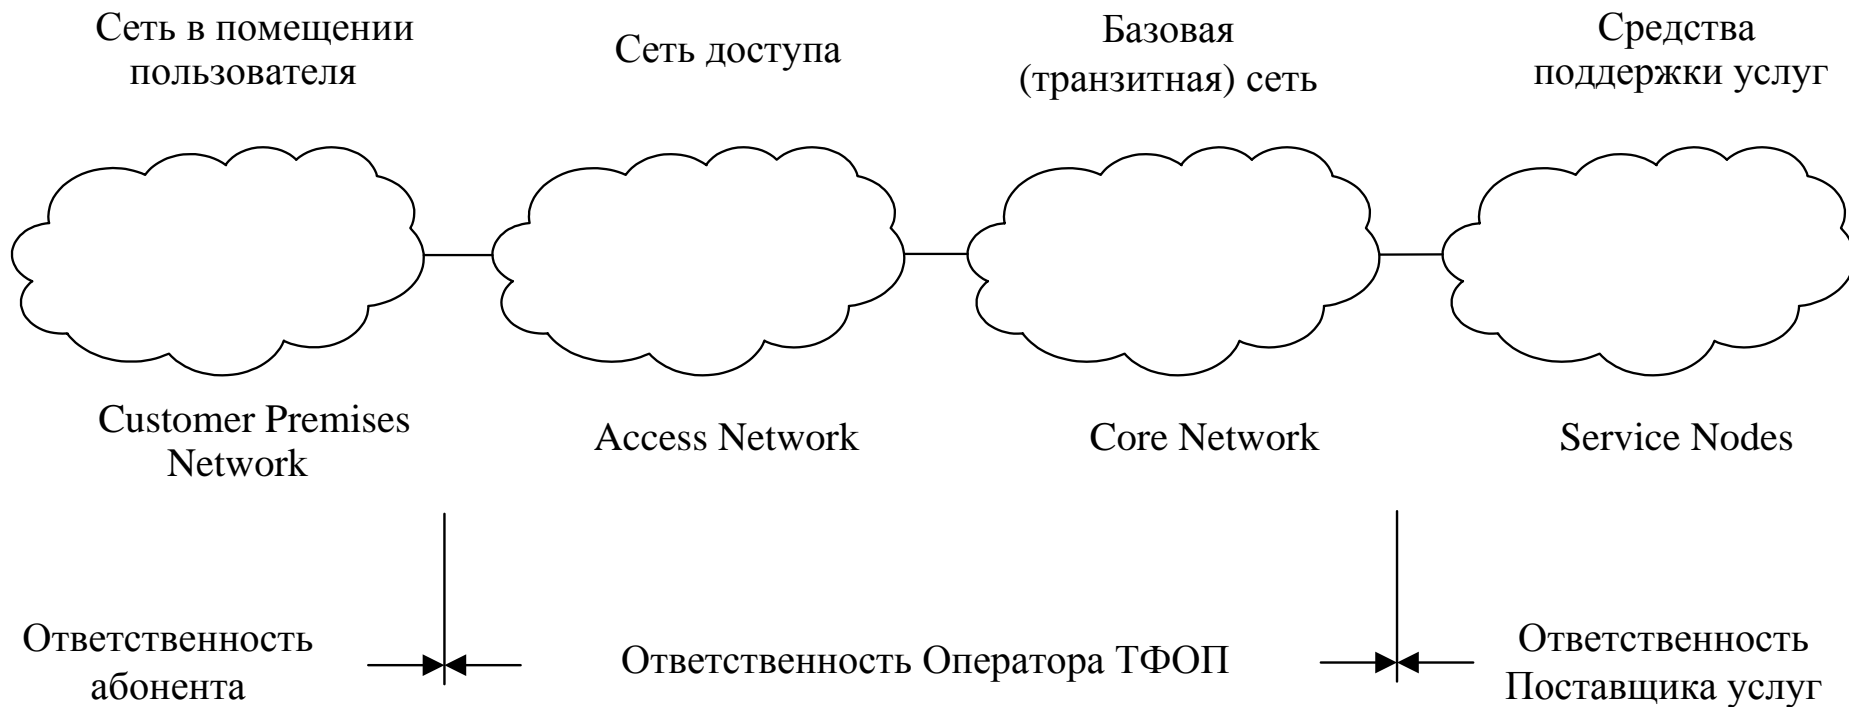 Сеть в помещении
пользователя
Сеть доступа
Базовая
(транзитная) сеть
Средства
поддержки услуг
Customer Premises
Network
Access Network
Core Network
Service Nodes
Ответственность
абонента
Ответственность Оператора ТФОП
Ответственность
Поставщика услуг